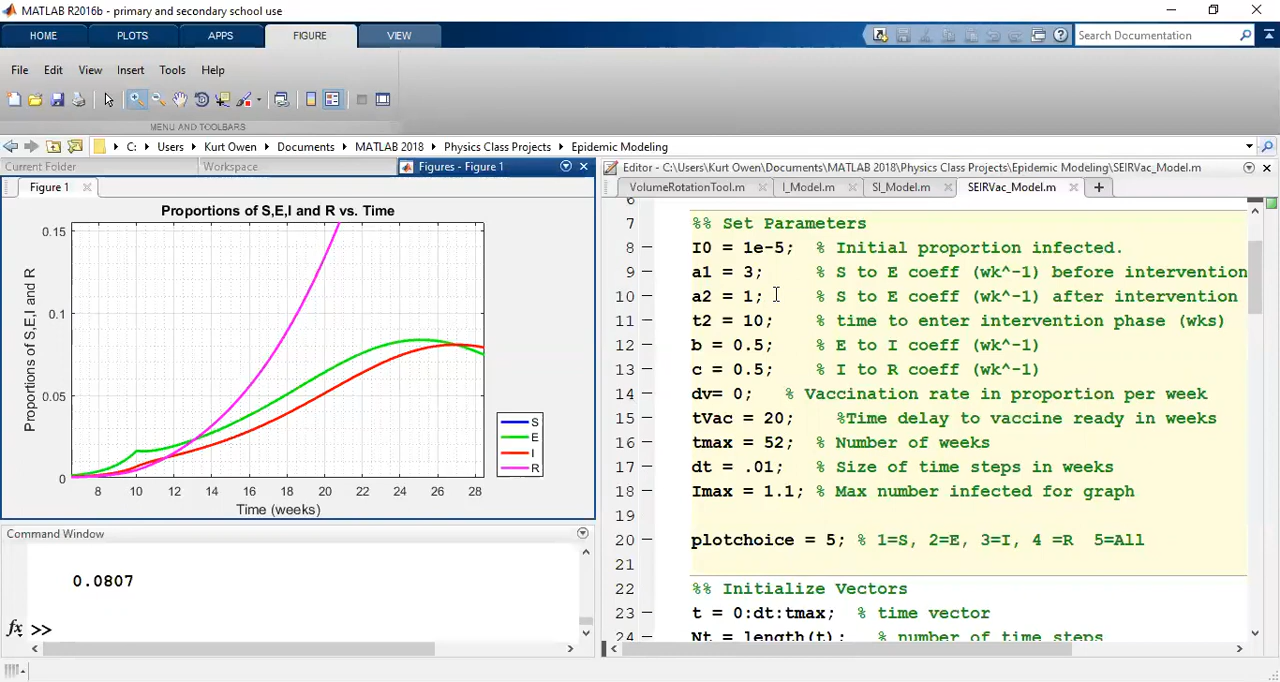 MATLAB R2016b - primary and secondary school use
HOME PLOTS APPS FIGURE VIEW Search Documentation
File Edit View Insert Tools Help
MENU AND TOOLBARS
C: Users Kurt Owen Documents MATLAB 2018 Physics Class Projects Epidemic Modeling
Current Folder Workspace Figures - Figure 1
Figure 1
Proportions of S,E,I and R vs. Time
Proportions of S,E,I and R
0.15
0.1
0.05
0
8 10 12 14 16 18 20 22 24 26 28
Time (weeks)
S
E
I
R
Command Window
0.0807
fx >>
Editor - C:\Users\Kurt Owen\Documents\MATLAB 2018\Physics Class Projects\Epidemic Modeling\SEIRVac_Model.m
VolumeRotationTool.m I_Model.m SI_Model.m SEIRVac_Model.m
6
7 %% Set Parameters
8 I0 = 1e-5; % Initial proportion infected.
9 a1 = 3; % S to E coeff (wk^-1) before intervention
10 a2 = 1; % S to E coeff (wk^-1) after intervention
11 t2 = 10; % time to enter intervention phase (wks)
12 b = 0.5; % E to I coeff (wk^-1)
13 c = 0.5; % I to R coeff (wk^-1)
14 dv= 0; % Vaccination rate in proportion per week
15 tVac = 20; %Time delay to vaccine ready in weeks
16 tmax = 52; % Number of weeks
17 dt = .01; % Size of time steps in weeks
18 Imax = 1.1; % Max number infected for graph
19
20 plotchoice = 5; % 1=S, 2=E, 3=I, 4 =R 5=All
21
22 %% Initialize Vectors
23 t = 0:dt:tmax; % time vector
24 Nt = length(t); % number of time steps